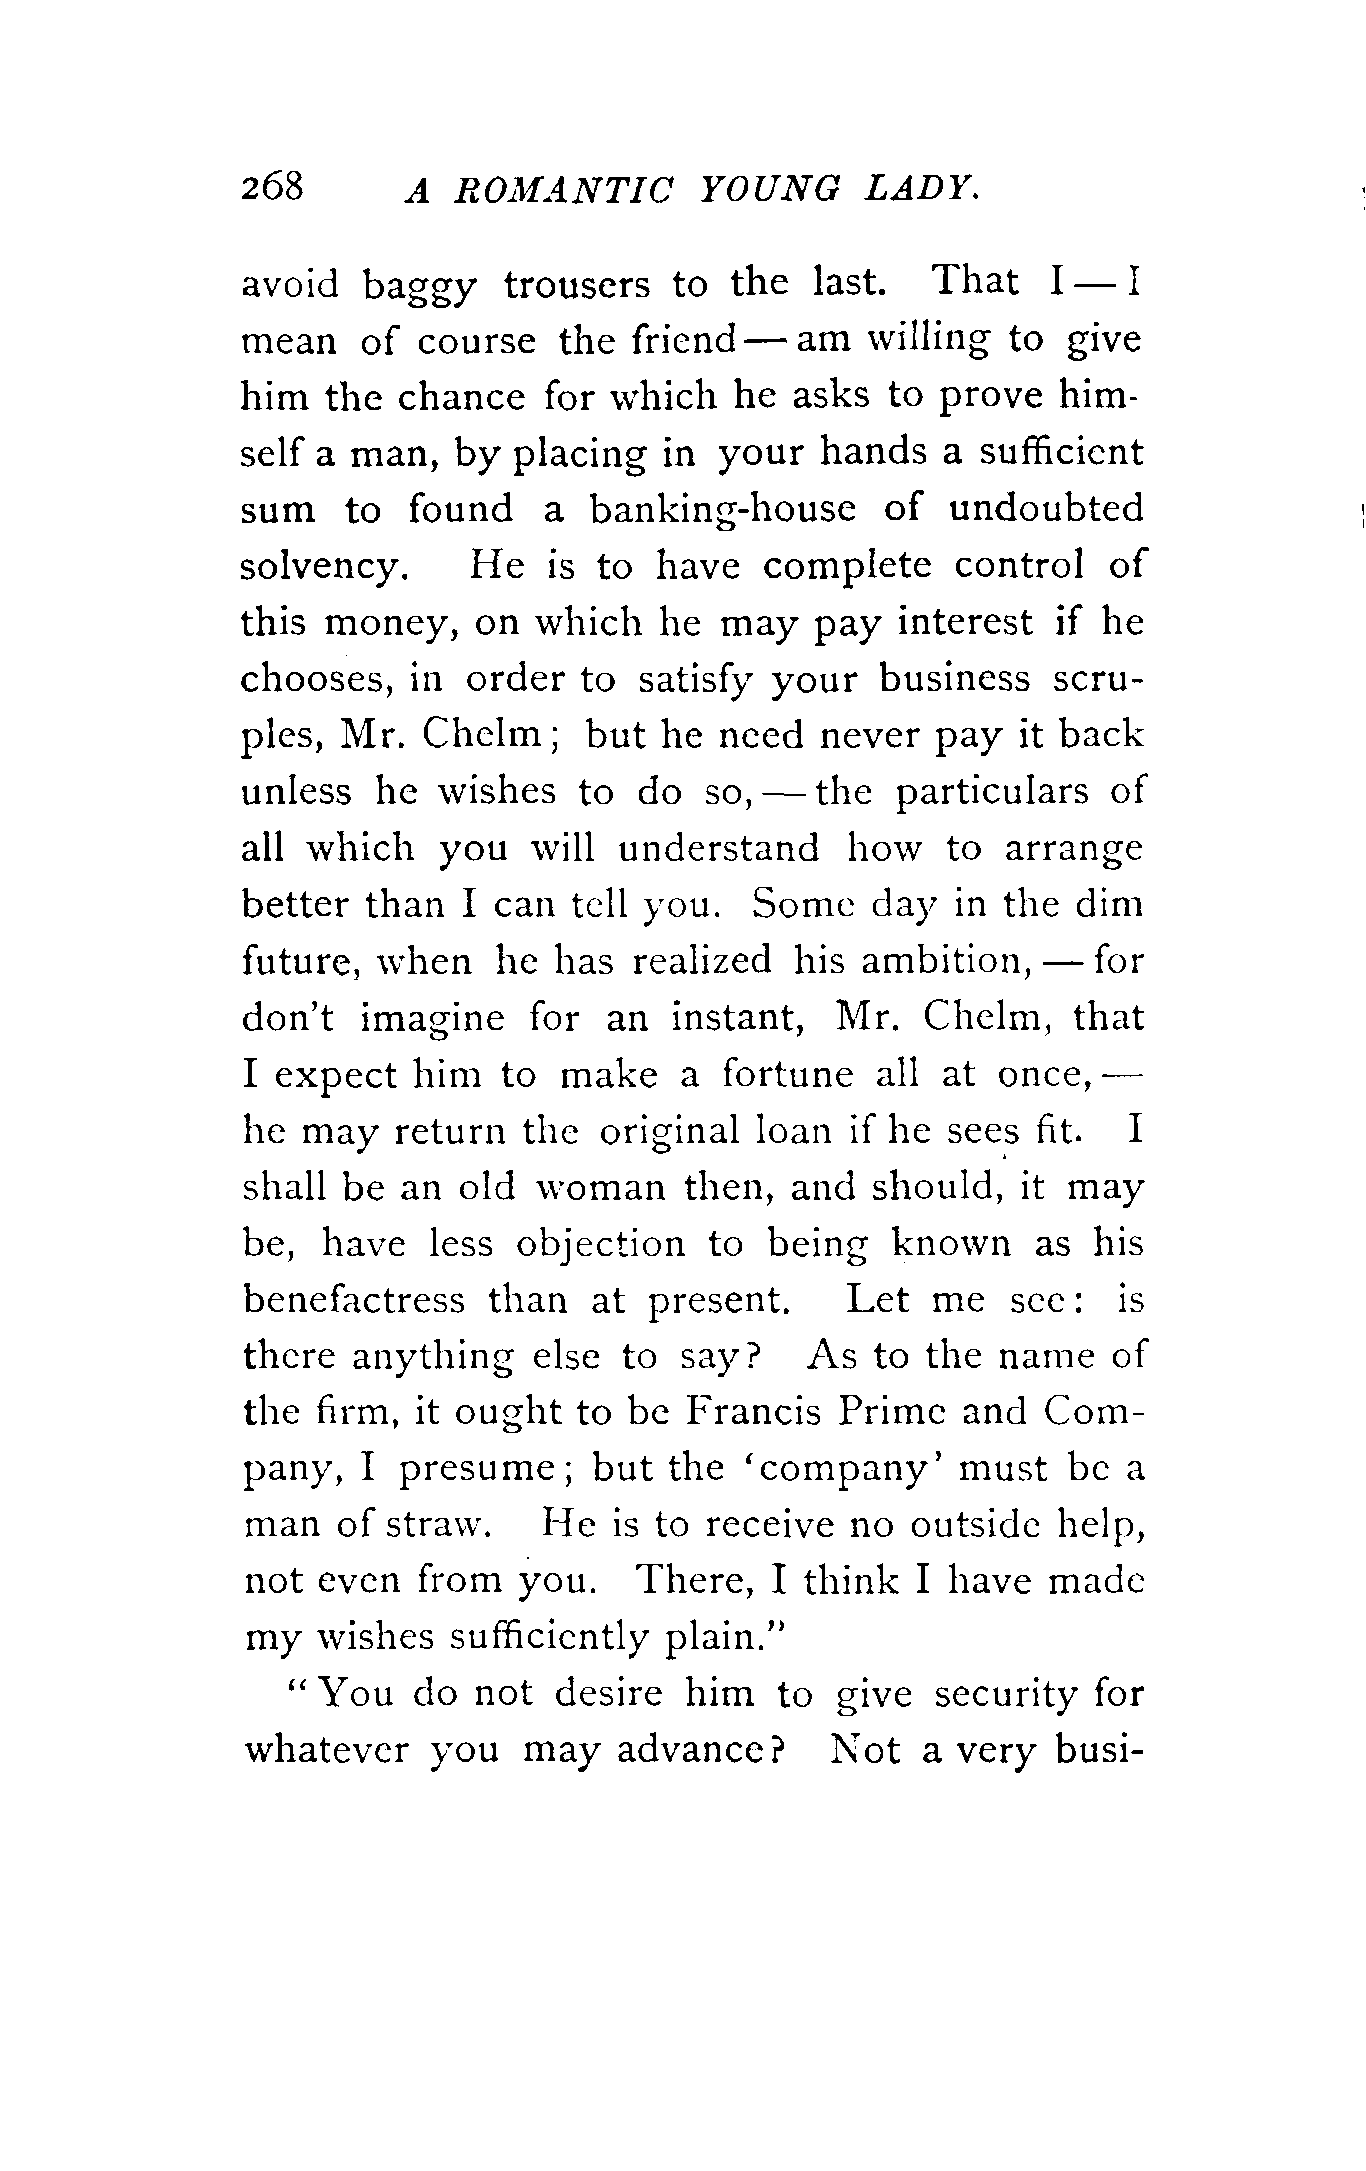 268 A ROMANTIC YOUNG LADY.
avoid baggy trousers to the last. That I — I
mean of course the friend — am willing to give
him the chance for which he asks to prove him-
self a man, by placing in your hands a sufficient
sum to found a banking-house of undoubted
solvency. He is to have complete control of
this money, on which he may pay interest if he
chooses, in order to satisfy your business scru-
ples, Mr. Chelm; but he need never pay it back
unless he wishes to do so, — the particulars of
all which you will understand how to arrange
better than I can tell you. Some day in the dim
future, when he has realized his ambition, — for
don't imagine for an instant, Mr. Chelm, that
I expect him to make a fortune all at once, —
he may return the original loan if he sees fit. I
shall be an old woman then, and should, it may
be, have less objection to being known as his
benefactress than at present. Let me see: is
there anything else to say? As to the name of
the firm, it ought to be Francis Prime and Com-
pany, I presume; but the 'company' must be a
man of straw. He is to receive no outside help,
not even from you. There, I think I have made
my wishes sufficiently plain."
"You do not desire him to give security for
whatever you may advance? Not a very busi-